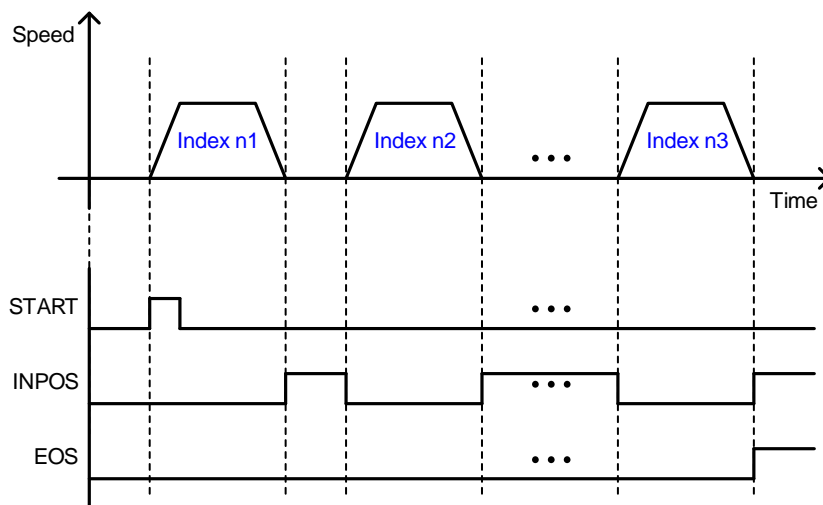 Speed
Index n1
Index n2
Index n3
Time
START
INPOS
EOS